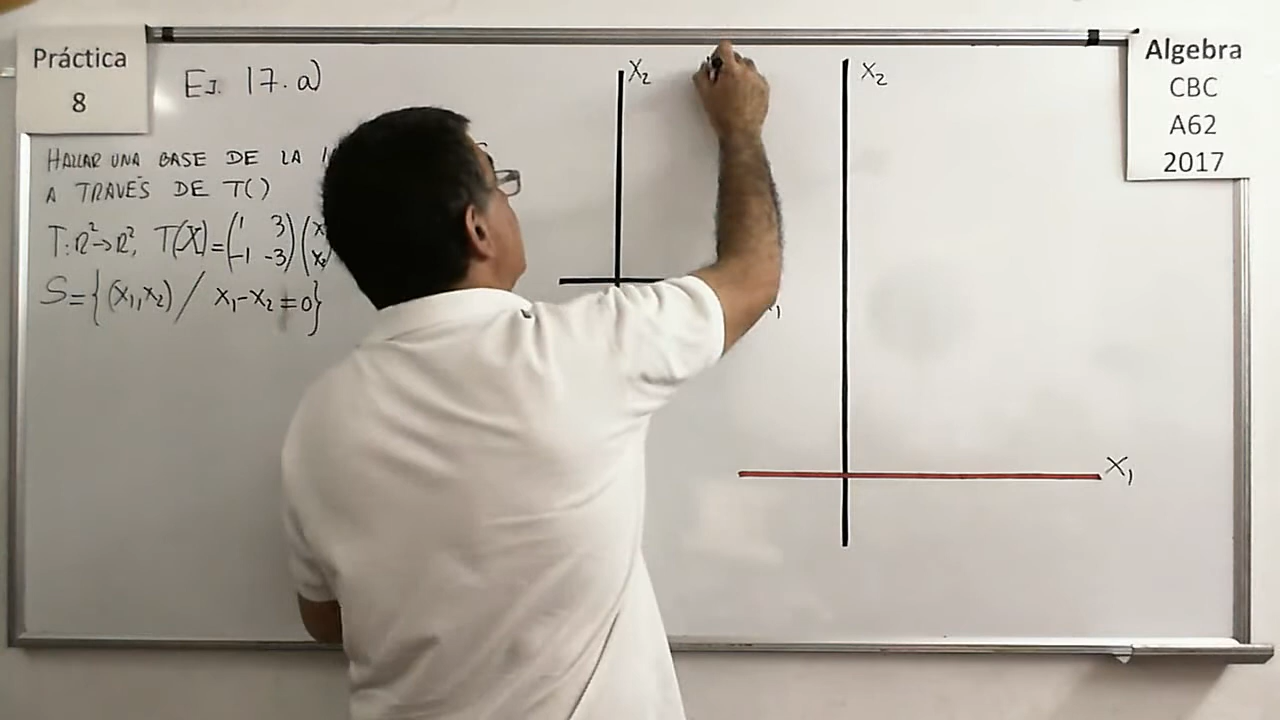 Práctica
8
EJ. 17.a)
HALLAR UNA BASE DE LA
A TRAVÉS DE T()
T:R²→R², T(X)=(1 3
-1 -3)(x
x₂
S={(X₁,X₂) / X₁-X₂=0}
X₂
X₂
X₁
Algebra
CBC
A62
2017